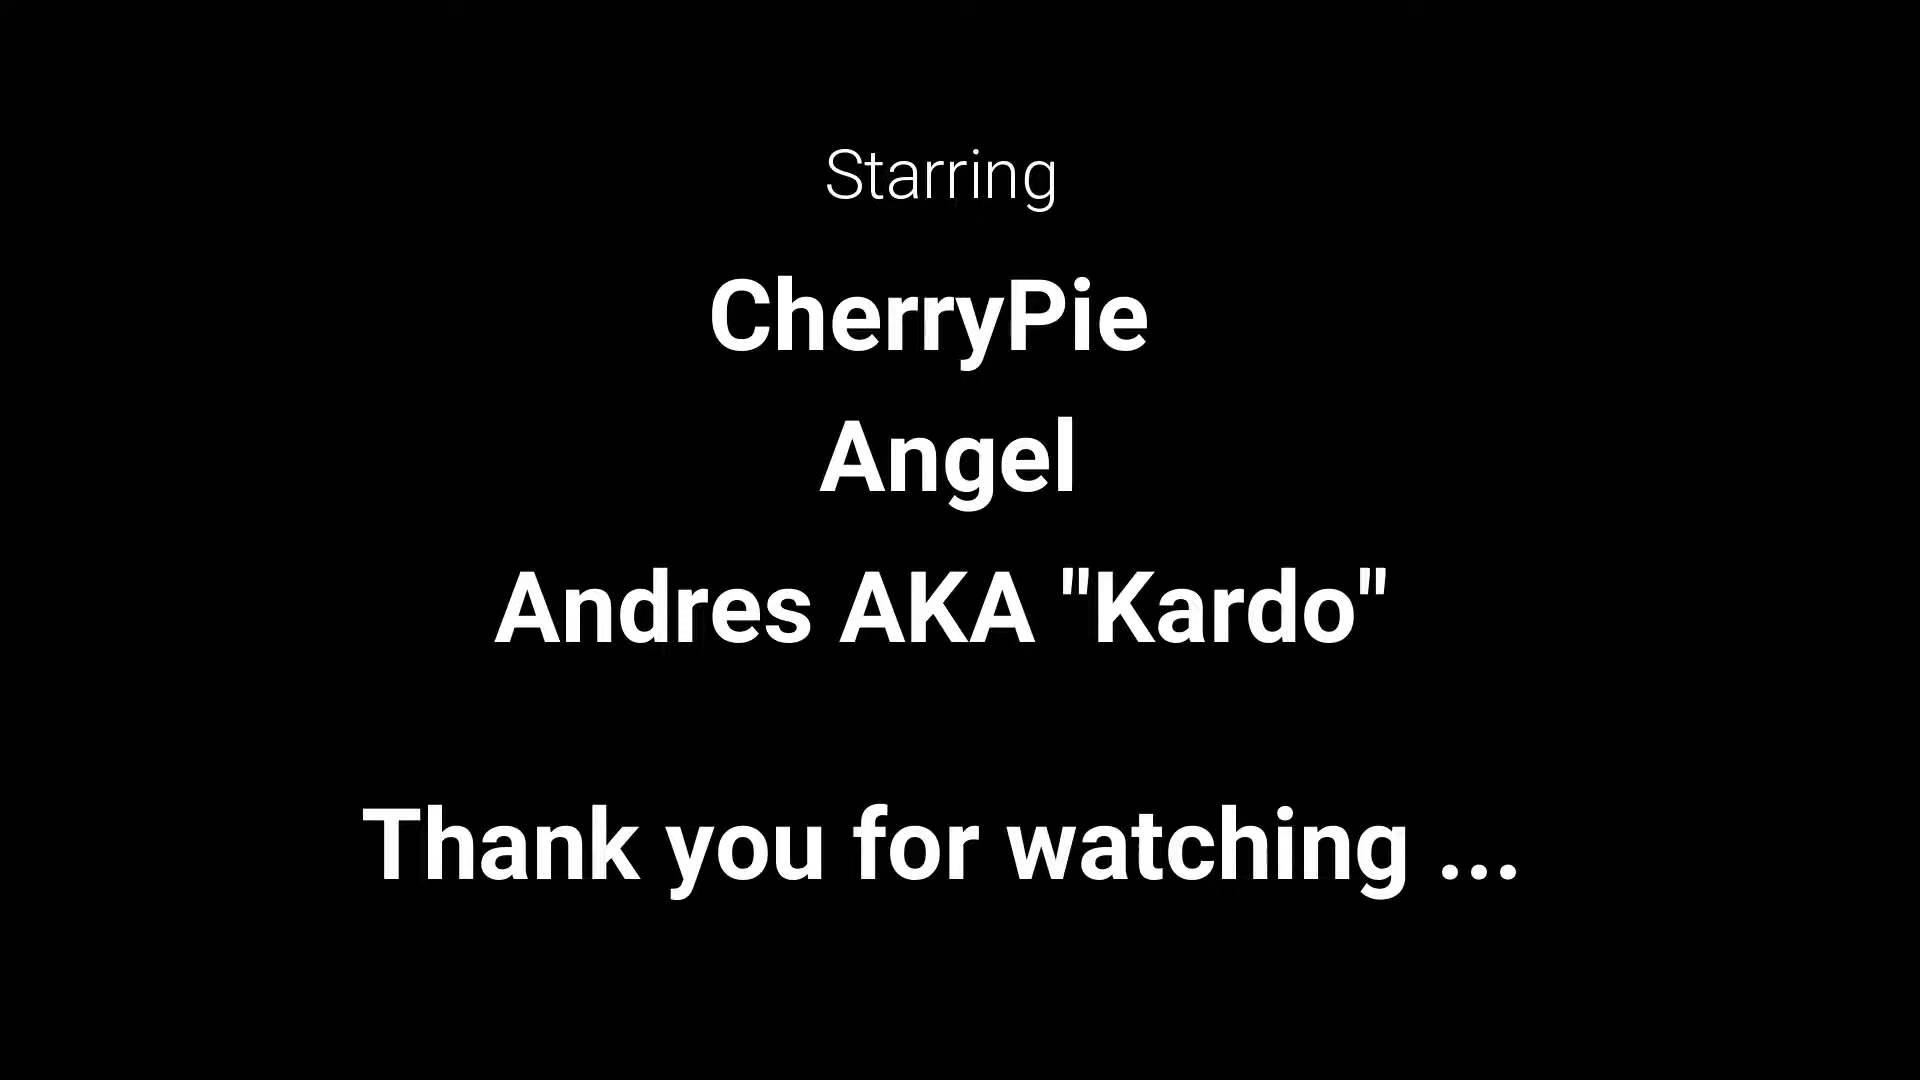 Starring
CherryPie
Angel
Andres AKA "Kardo"
Thank you for watching ...